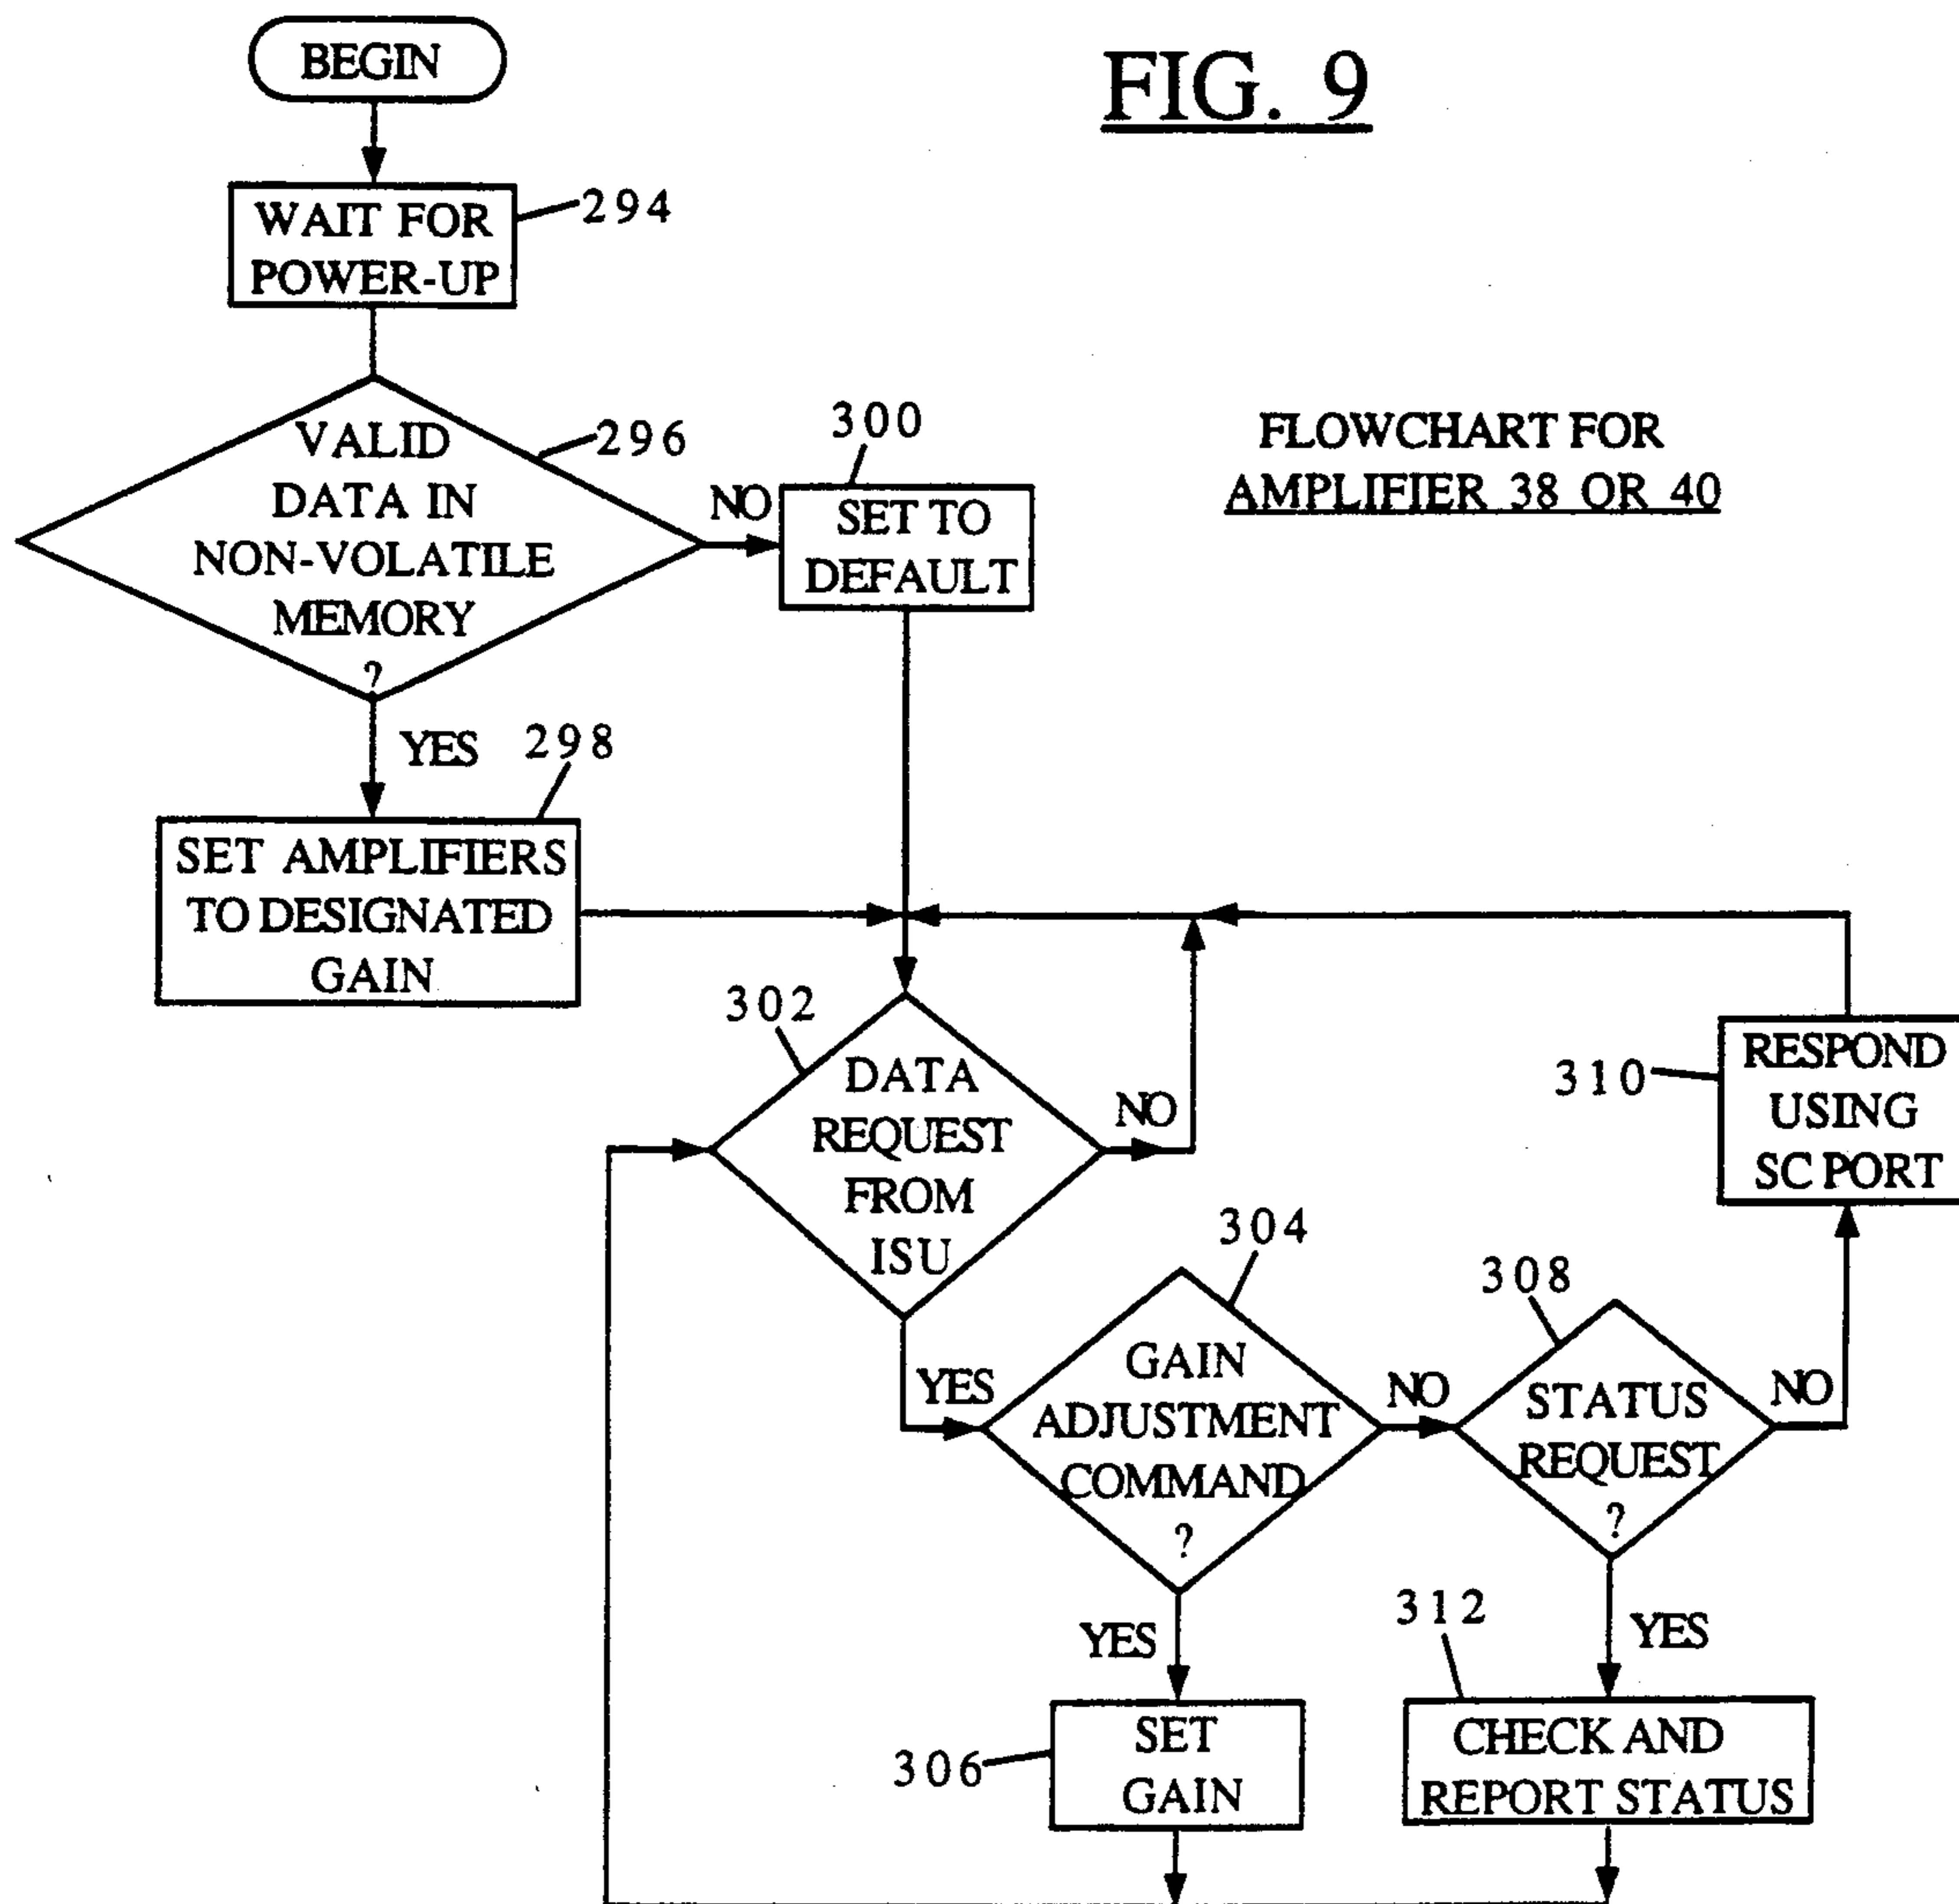 BEGIN
FIG. 9
WAIT FOR
POWER-UP
294
VALID
DATA IN
NON-VOLATILE
MEMORY
?
296
NO
300
SET TO
DEFAULT
FLOWCHART FOR
AMPLIFIER 38 OR 40
YES
298
SET AMPLIFIERS
TO DESIGNATED
GAIN
302
DATA
REQUEST
FROM
ISU
NO
310
RESPOND
USING
SC PORT
YES
304
GAIN
ADJUSTMENT
COMMAND
?
NO
308
STATUS
REQUEST
?
NO
YES
306
SET
GAIN
312
YES
CHECK AND
REPORT STATUS